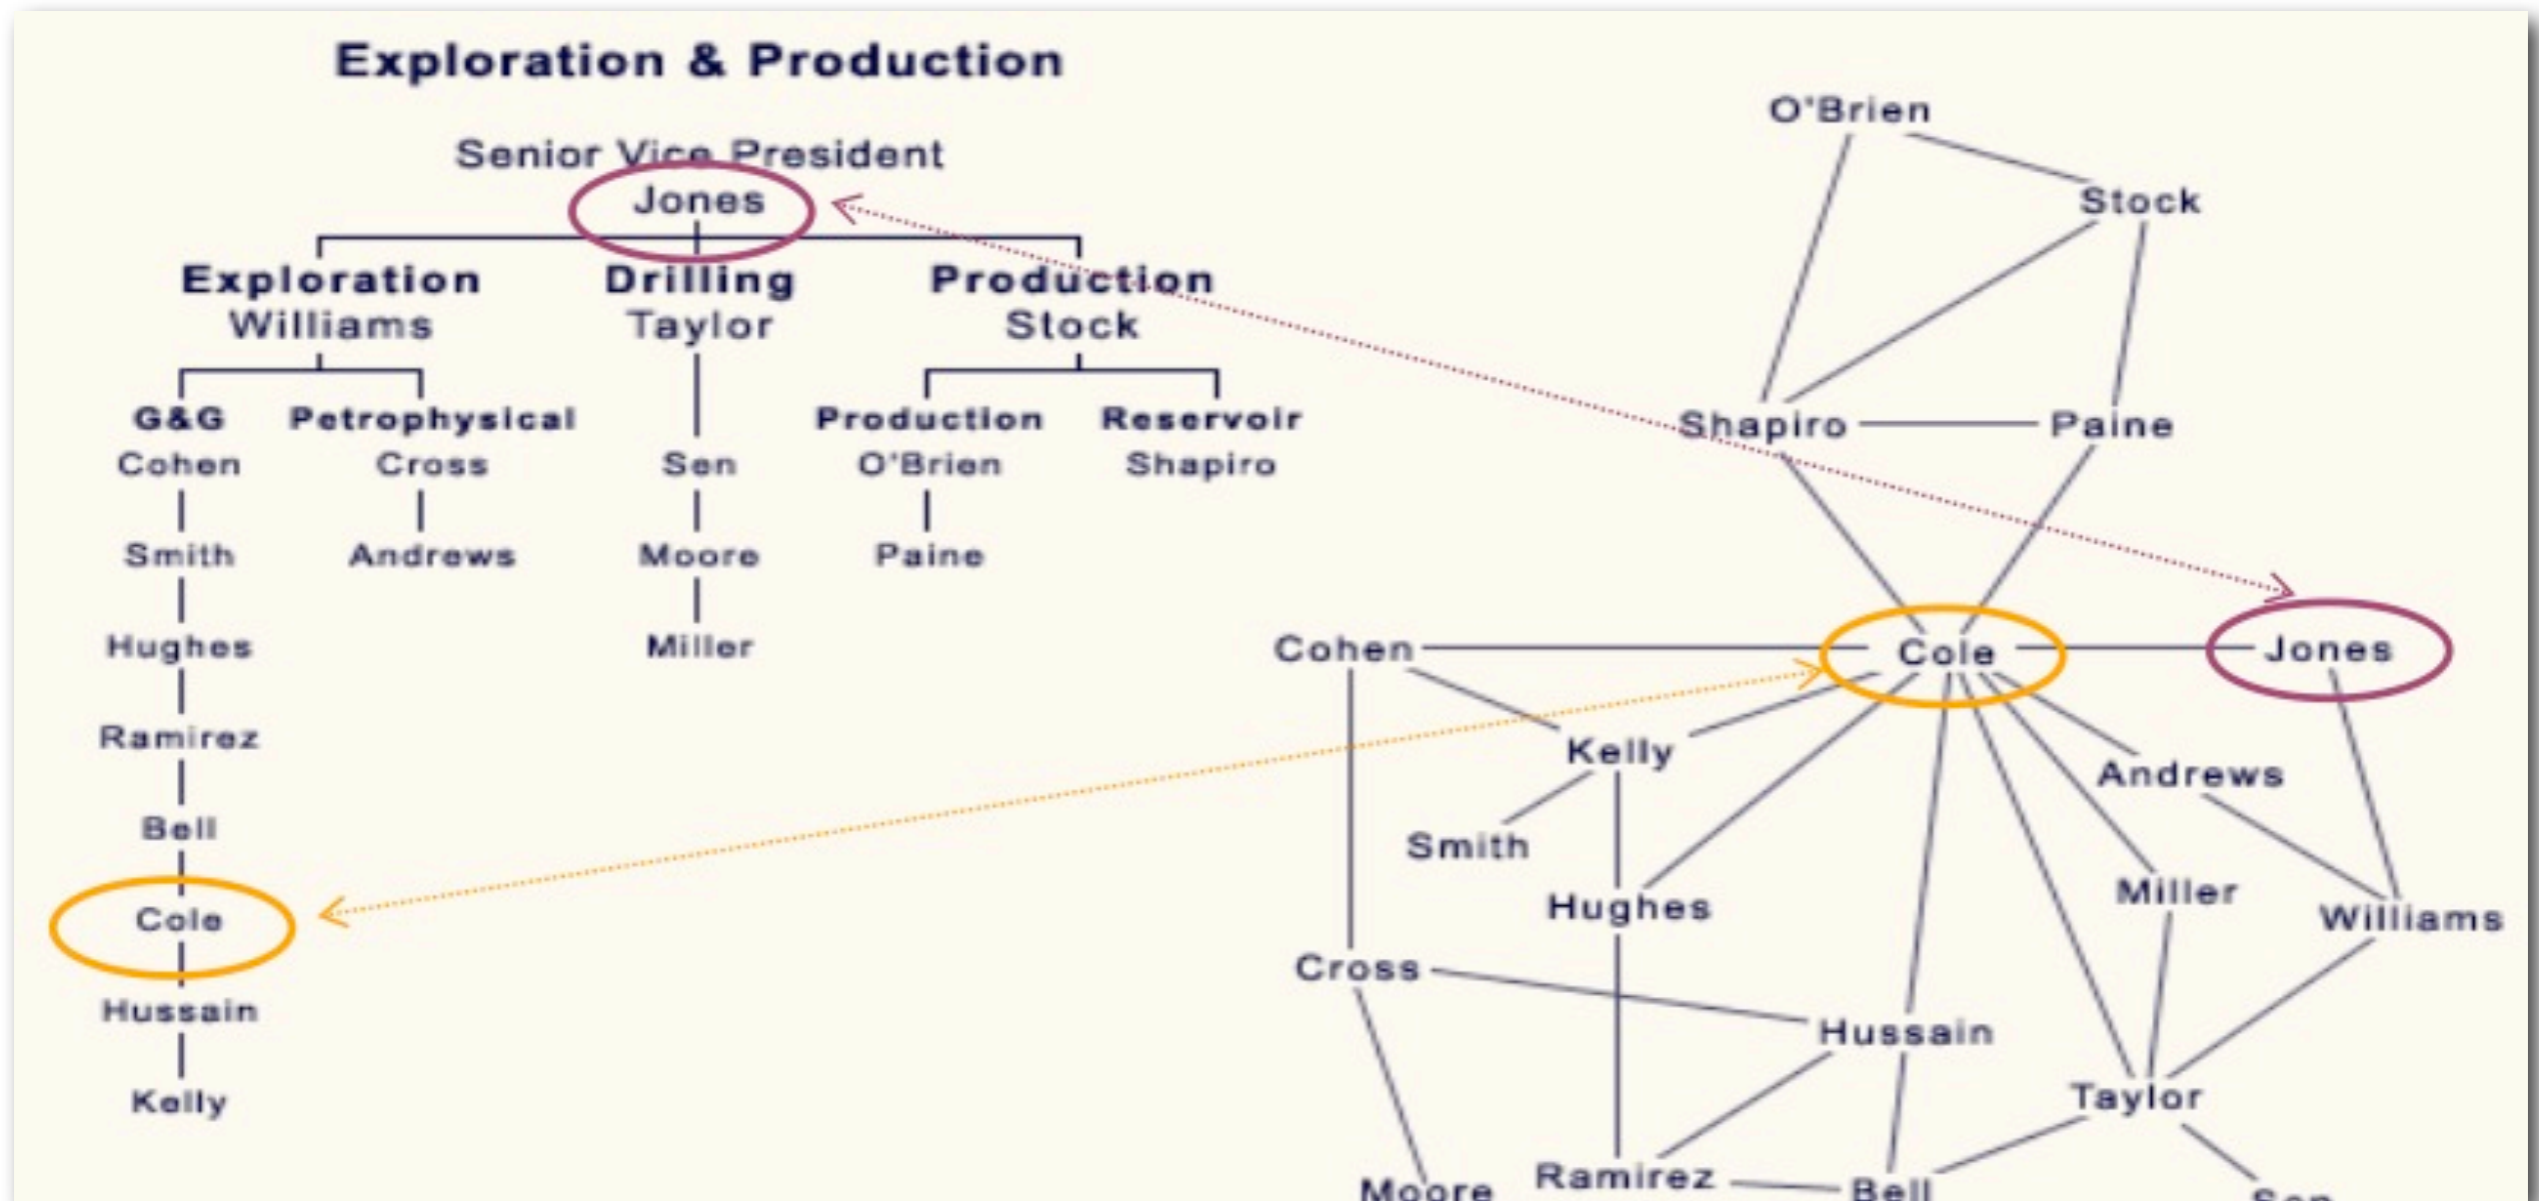 Exploration & Production
Senior Vice President
Jones
Exploration Drilling Production
Williams Taylor Stock
G&G Petrophysical Production Reservoir
Cohen Cross Sen O'Brien Shapiro
Smith Andrews Moore Paine
Hughes Miller
Ramirez
Bell
Cole
Hussain
Kelly
O'Brien
Stock
Shapiro Paine
Cohen Cole Jones
Kelly Andrews
Smith
Hughes Miller Williams
Cross
Hussain
Taylor
Moore Ramirez Bell Sen